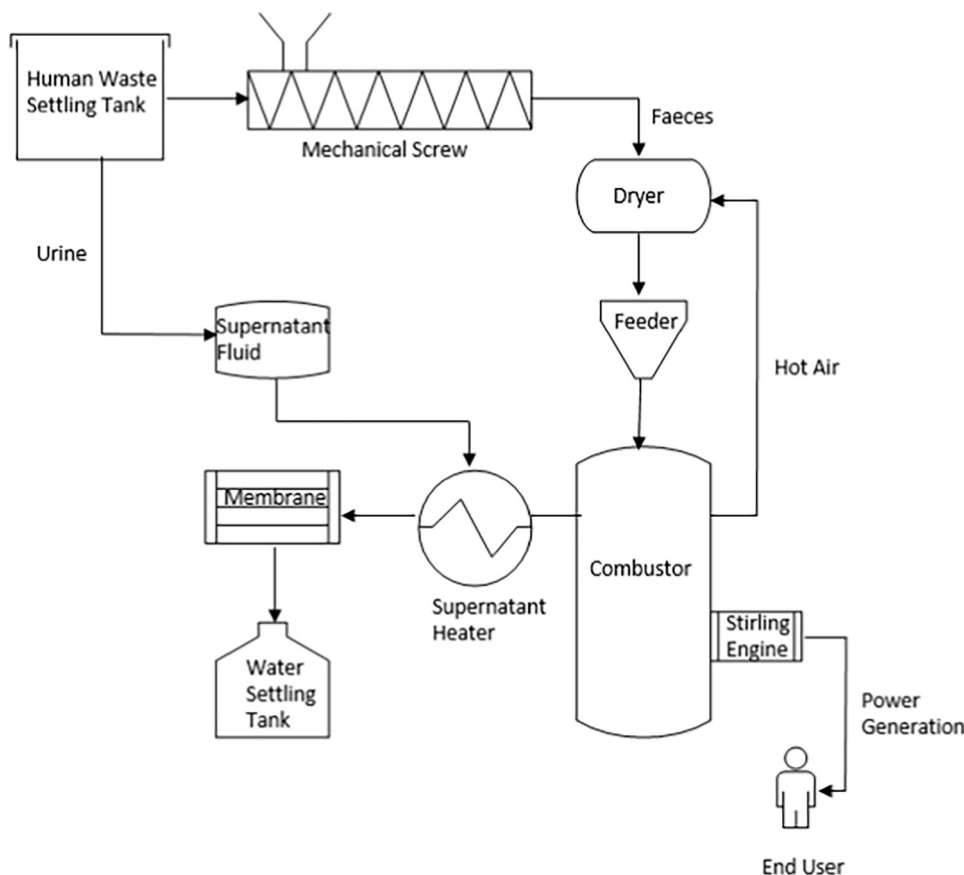 Human Waste
Settling Tank
Mechanical Screw
Faeces
Dryer
Urine
Supernatant
Fluid
Feeder
Hot Air
Membrane
Combustor
Supernatant
Heater
Stirling
Engine
Water
Settling
Tank
Power
Generation
End User